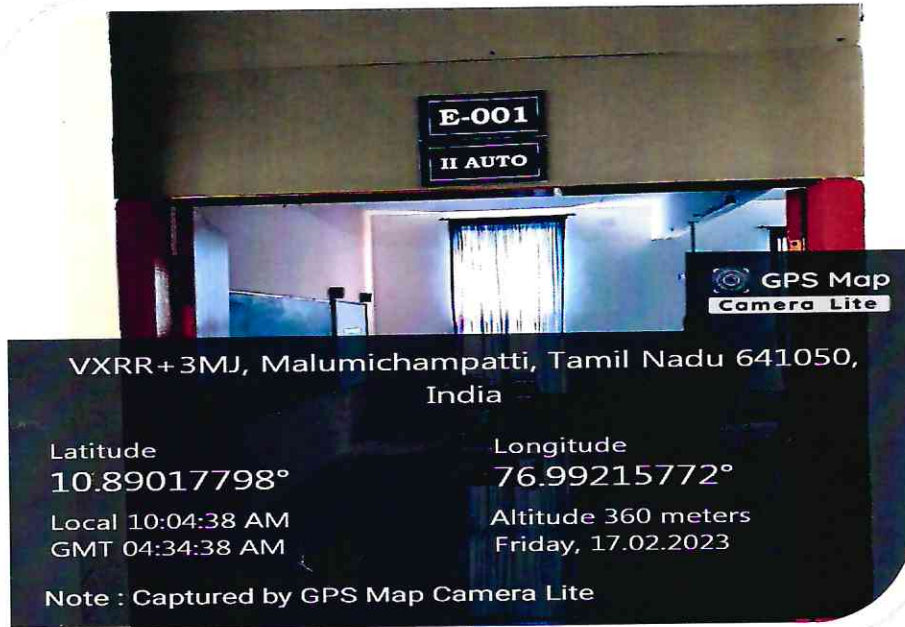 E-001
II AUTO
GPS Map
Camera Lite
VXRR+3MJ, Malumichampatti, Tamil Nadu 641050,
India
Latitude
10.89017798°
Longitude
76.99215772°
Local 10:04:38 AM
GMT 04:34:38 AM
Altitude 360 meters
Friday, 17.02.2023
Note : Captured by GPS Map Camera Lite